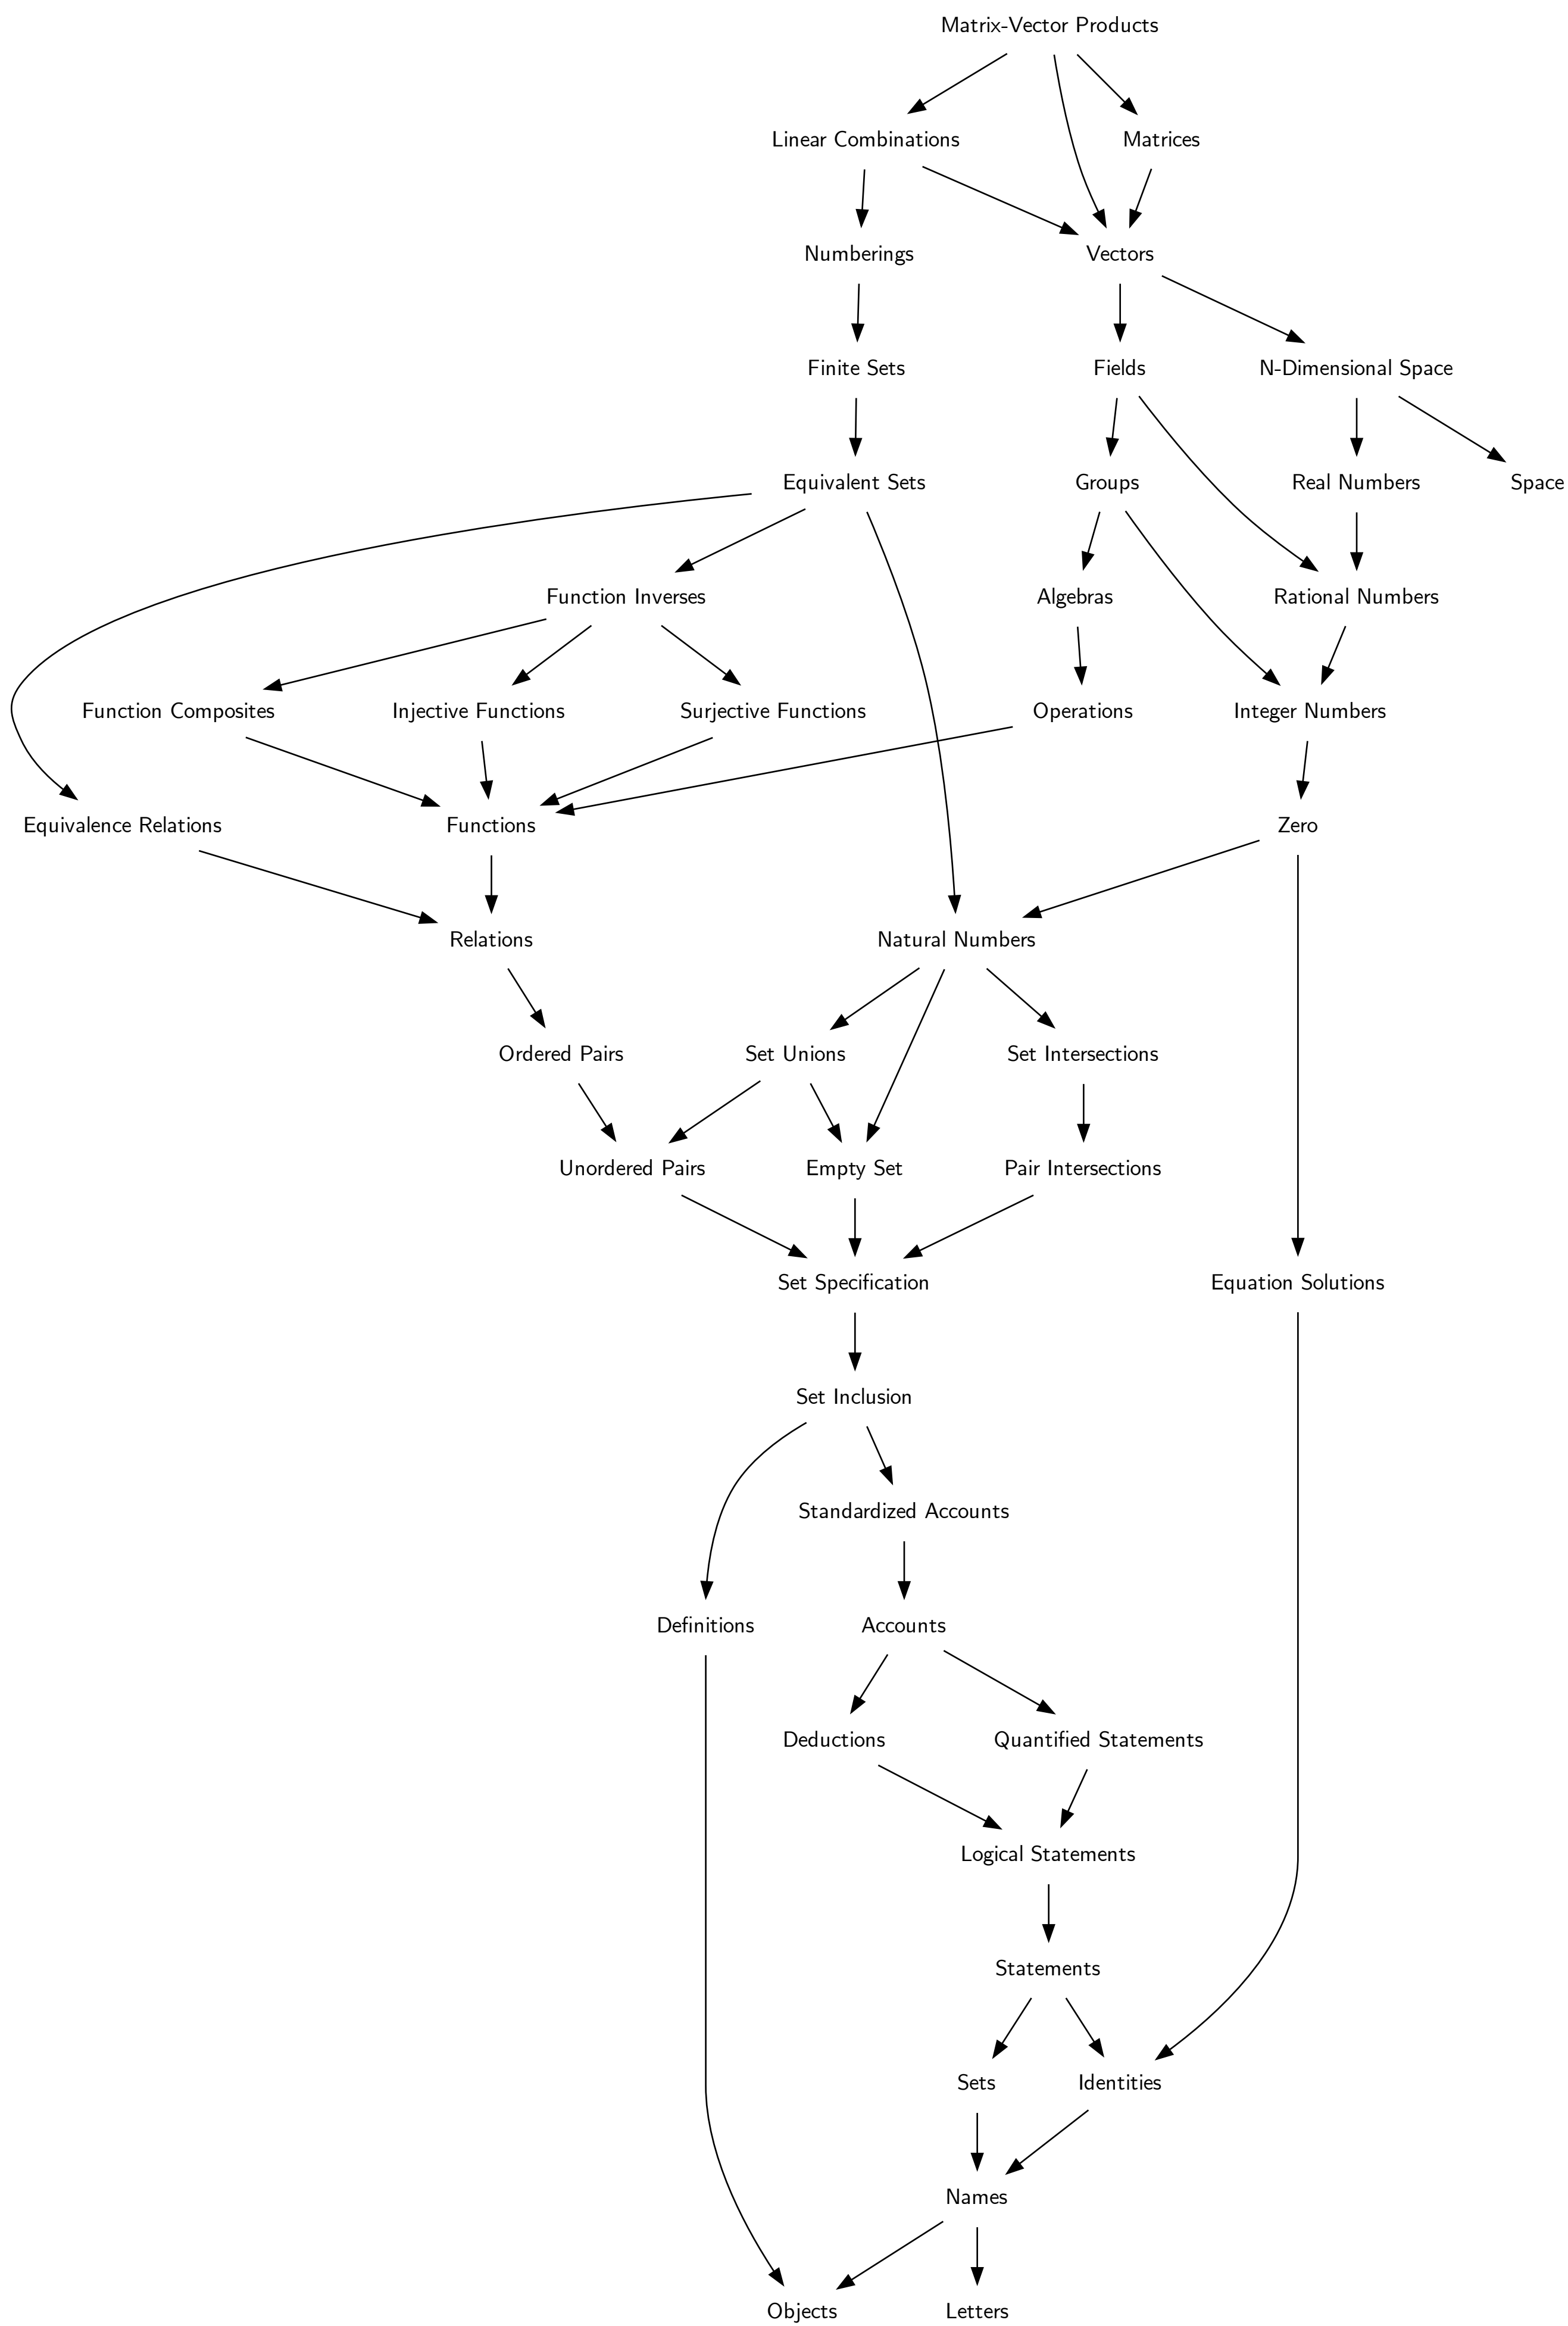 Matrix-Vector Products
Linear Combinations
Matrices
Numberings
Vectors
Finite Sets
Fields
N-Dimensional Space
Equivalent Sets
Groups
Real Numbers
Space
Function Inverses
Algebras
Rational Numbers
Function Composites
Injective Functions
Surjective Functions
Operations
Integer Numbers
Equivalence Relations
Functions
Zero
Relations
Natural Numbers
Ordered Pairs
Set Unions
Set Intersections
Unordered Pairs
Empty Set
Pair Intersections
Set Specification
Equation Solutions
Set Inclusion
Standardized Accounts
Definitions
Accounts
Deductions
Quantified Statements
Logical Statements
Statements
Sets
Identities
Names
Objects
Letters